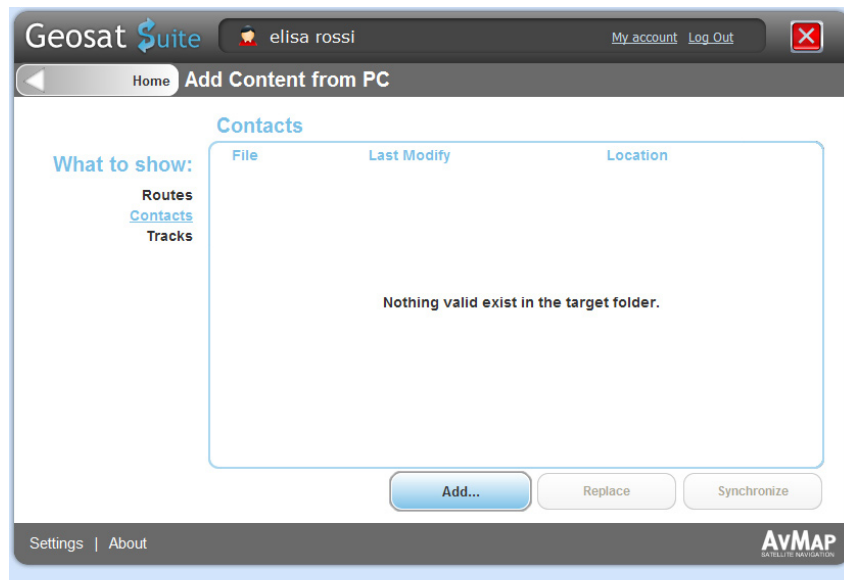 Geosat Suite elisa rossi My account Log Out
Home Add Content from PC
Contacts
What to show:
File Last Modify Location
Routes
Contacts
Tracks
Nothing valid exist in the target folder.
Add... Replace Synchronize
Settings | About
AVMAP
SATELLITE NAVIGATION